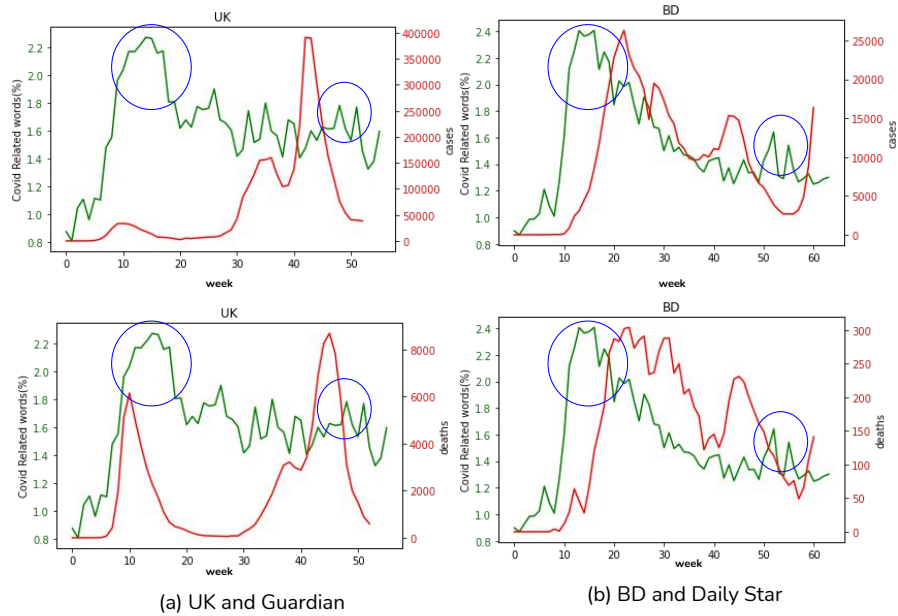 UK
Covid Related words(%)
2.2
2.0
1.8
1.6
1.4
1.2
1.0
0.8
400000
350000
300000
250000
200000
150000
100000
50000
0
cases
0 10 20 30 40 50
week
BD
Covid Related words(%)
2.4
2.2
2.0
1.8
1.6
1.4
1.2
1.0
0.8
25000
20000
15000
10000
5000
0
cases
0 10 20 30 40 50 60
week
UK
Covid Related words(%)
2.2
2.0
1.8
1.6
1.4
1.2
1.0
0.8
8000
6000
4000
2000
0
deaths
0 10 20 30 40 50
week
BD
Covid Related words(%)
2.4
2.2
2.0
1.8
1.6
1.4
1.2
1.0
0.8
300
250
200
150
100
50
0
deaths
0 10 20 30 40 50 60
week
(a) UK and Guardian
(b) BD and Daily Star